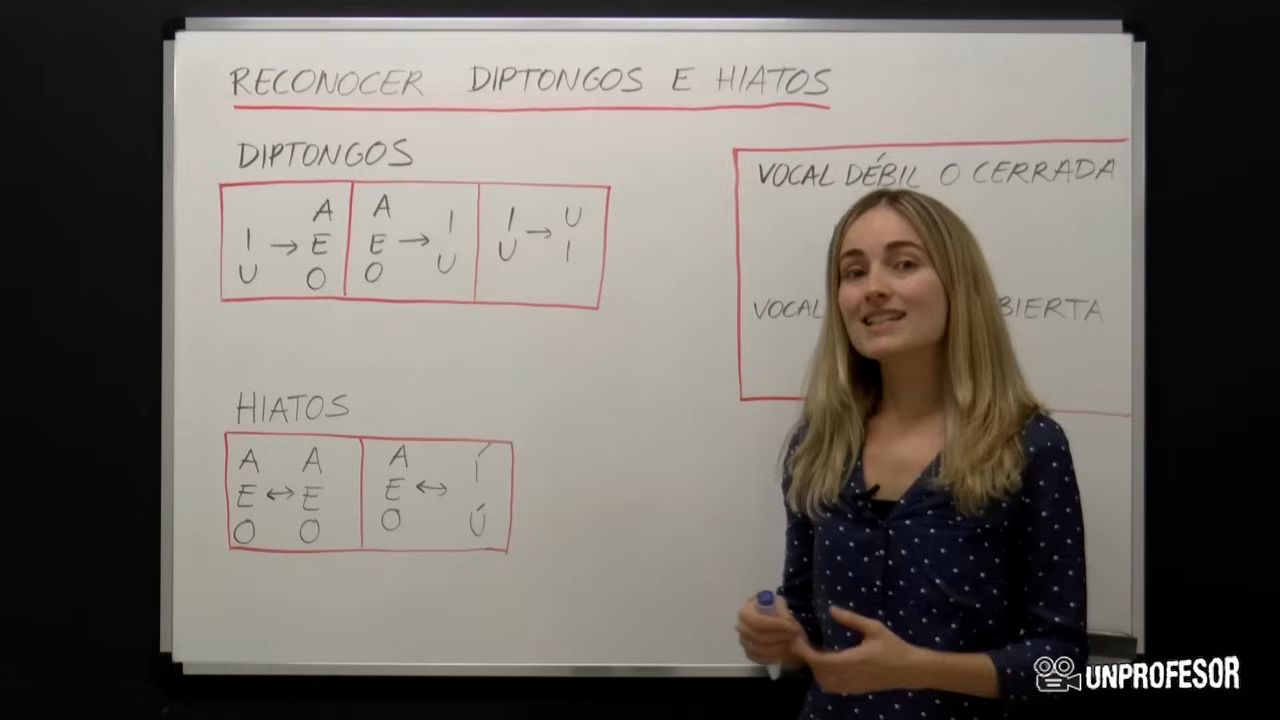 RECONOCER DIPTONGOS E HIATOS
DIPTONGOS
I → A
U E
O
A → I
E U
O
I → U
U I
HIATOS
A ↔ A
E E
O O
A ↔ Í
E Ú
O
VOCAL DÉBIL O CERRADA
VOCAL BIERTA
UNPROFESOR